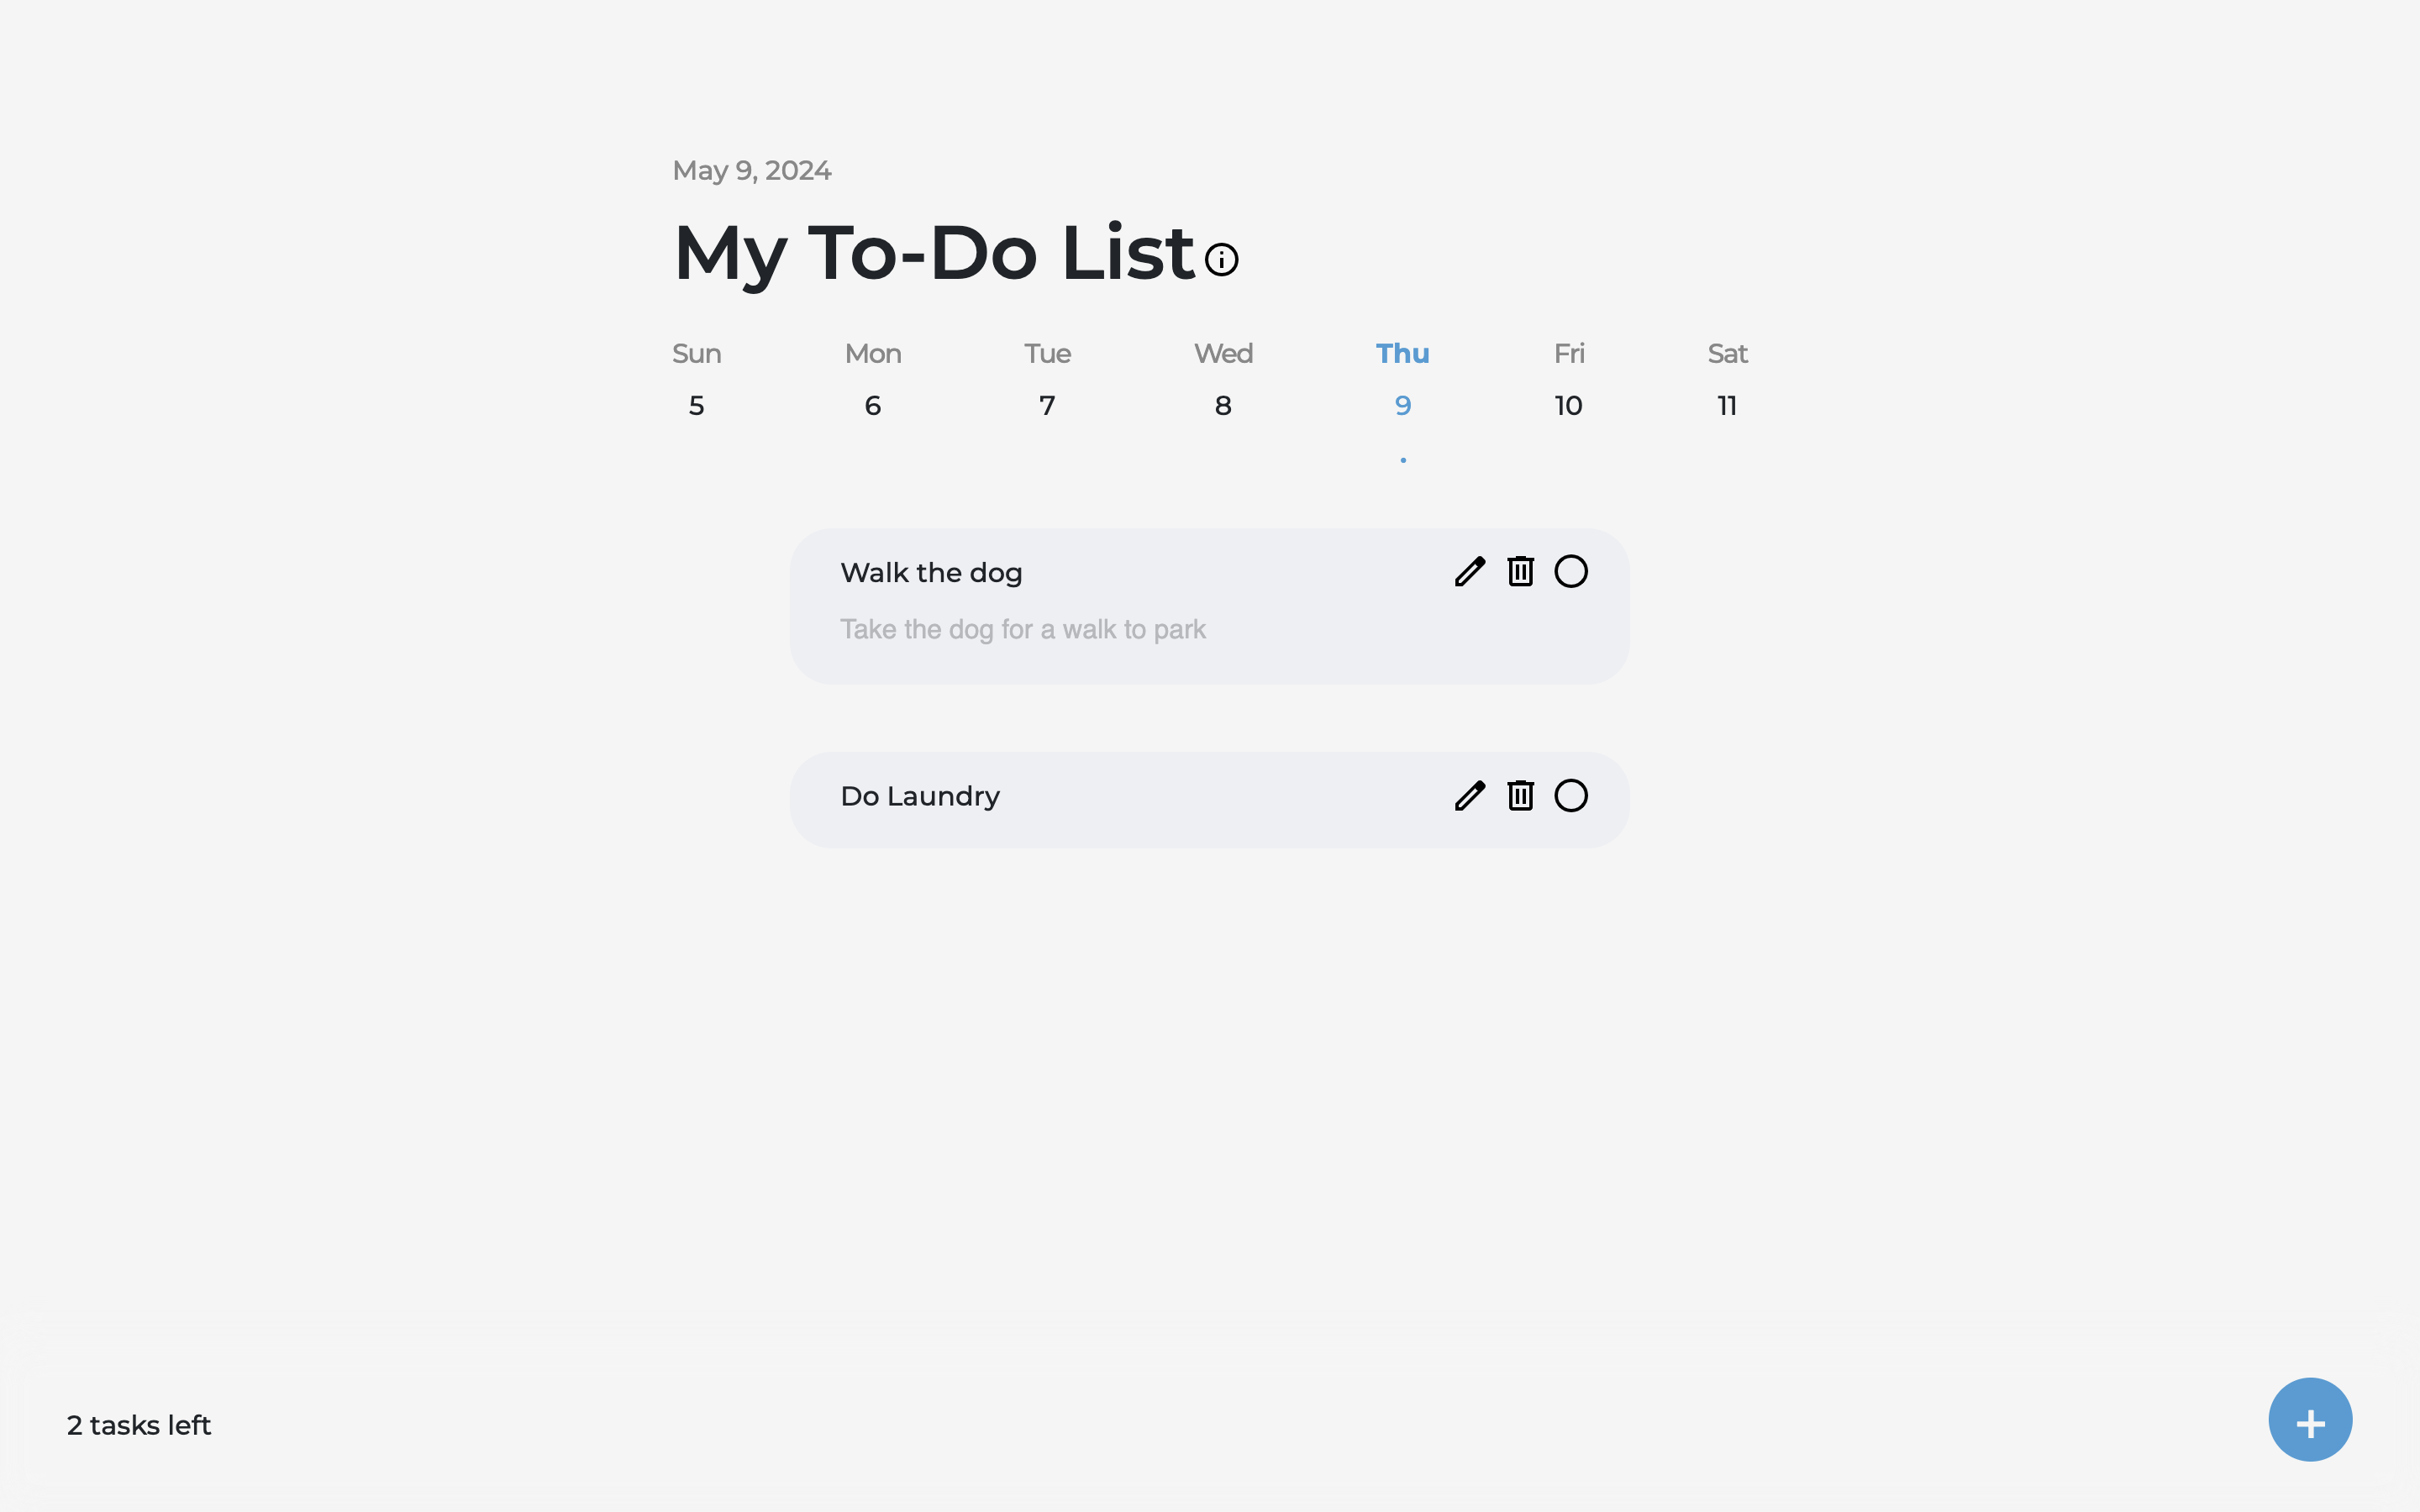 May 9, 2024
My To-Do List
Sun Mon Tue Wed Thu Fri Sat
5 6 7 8 9 10 11
Walk the dog
Take the dog for a walk to park
Do Laundry
2 tasks left
+